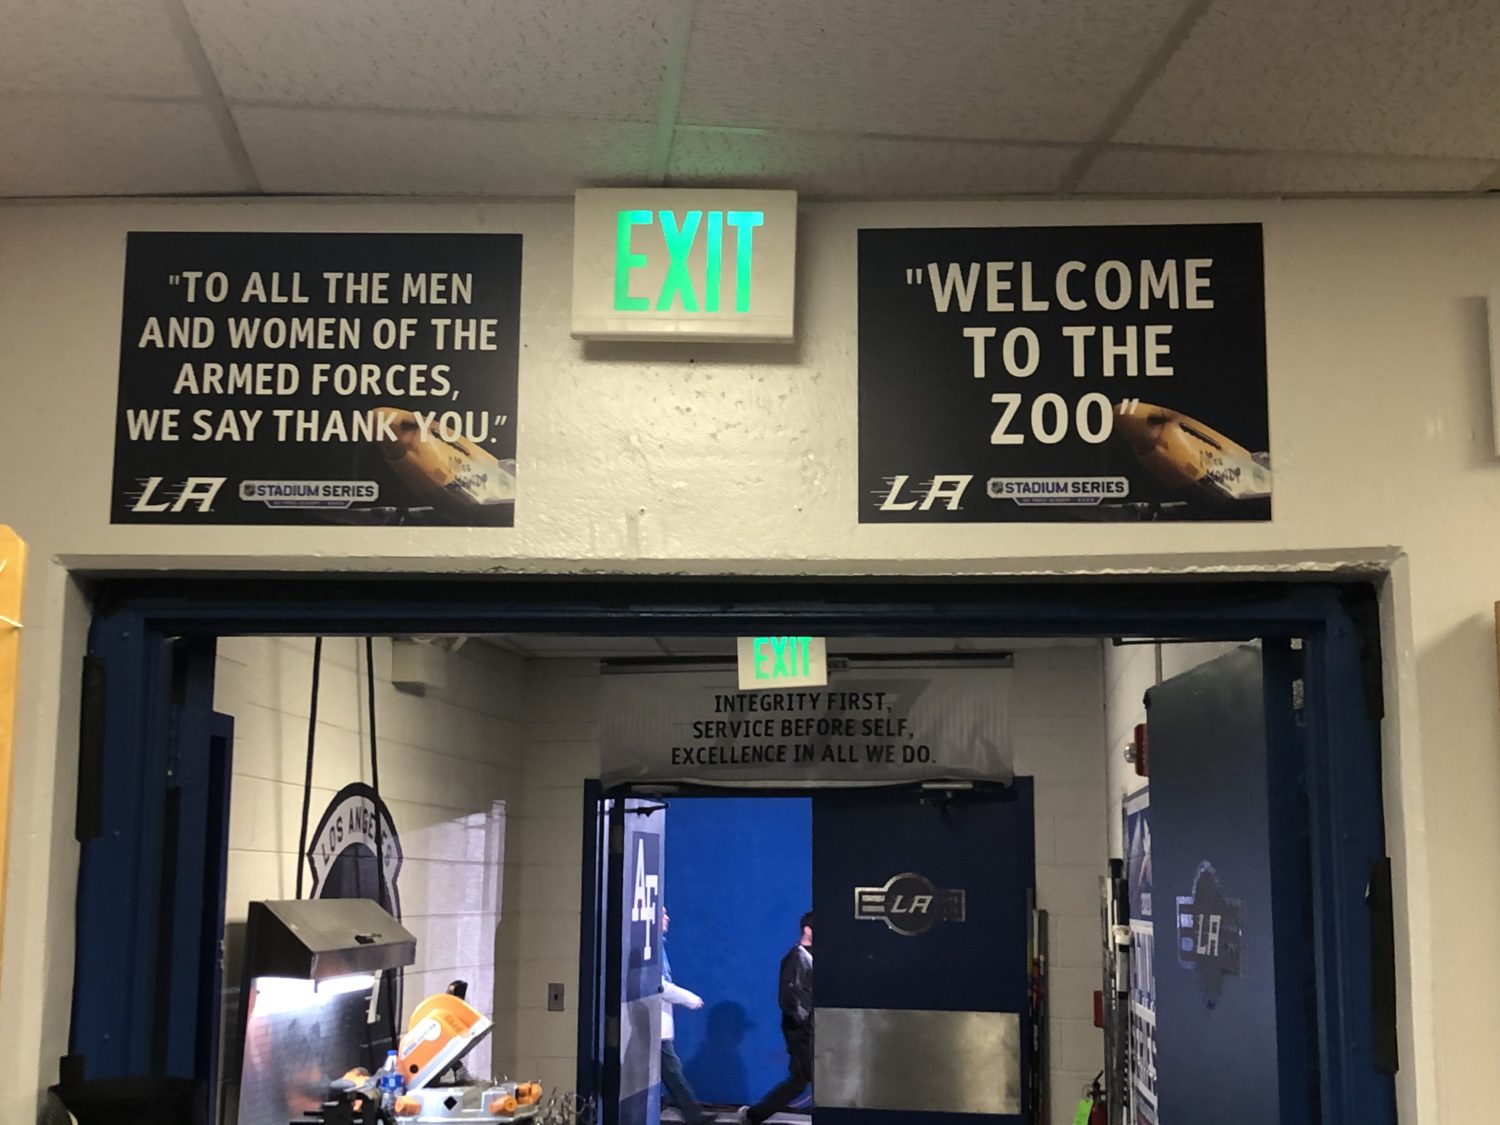 "TO ALL THE MEN
AND WOMEN OF THE
ARMED FORCES,
WE SAY THANK YOU."
LA
STADIUM SERIES
EXIT
"WELCOME
TO THE
ZOO"
LA
STADIUM SERIES
EXIT
INTEGRITY FIRST,
SERVICE BEFORE SELF,
EXCELLENCE IN ALL WE DO.
LOS ANGELES
AF
LA
LA